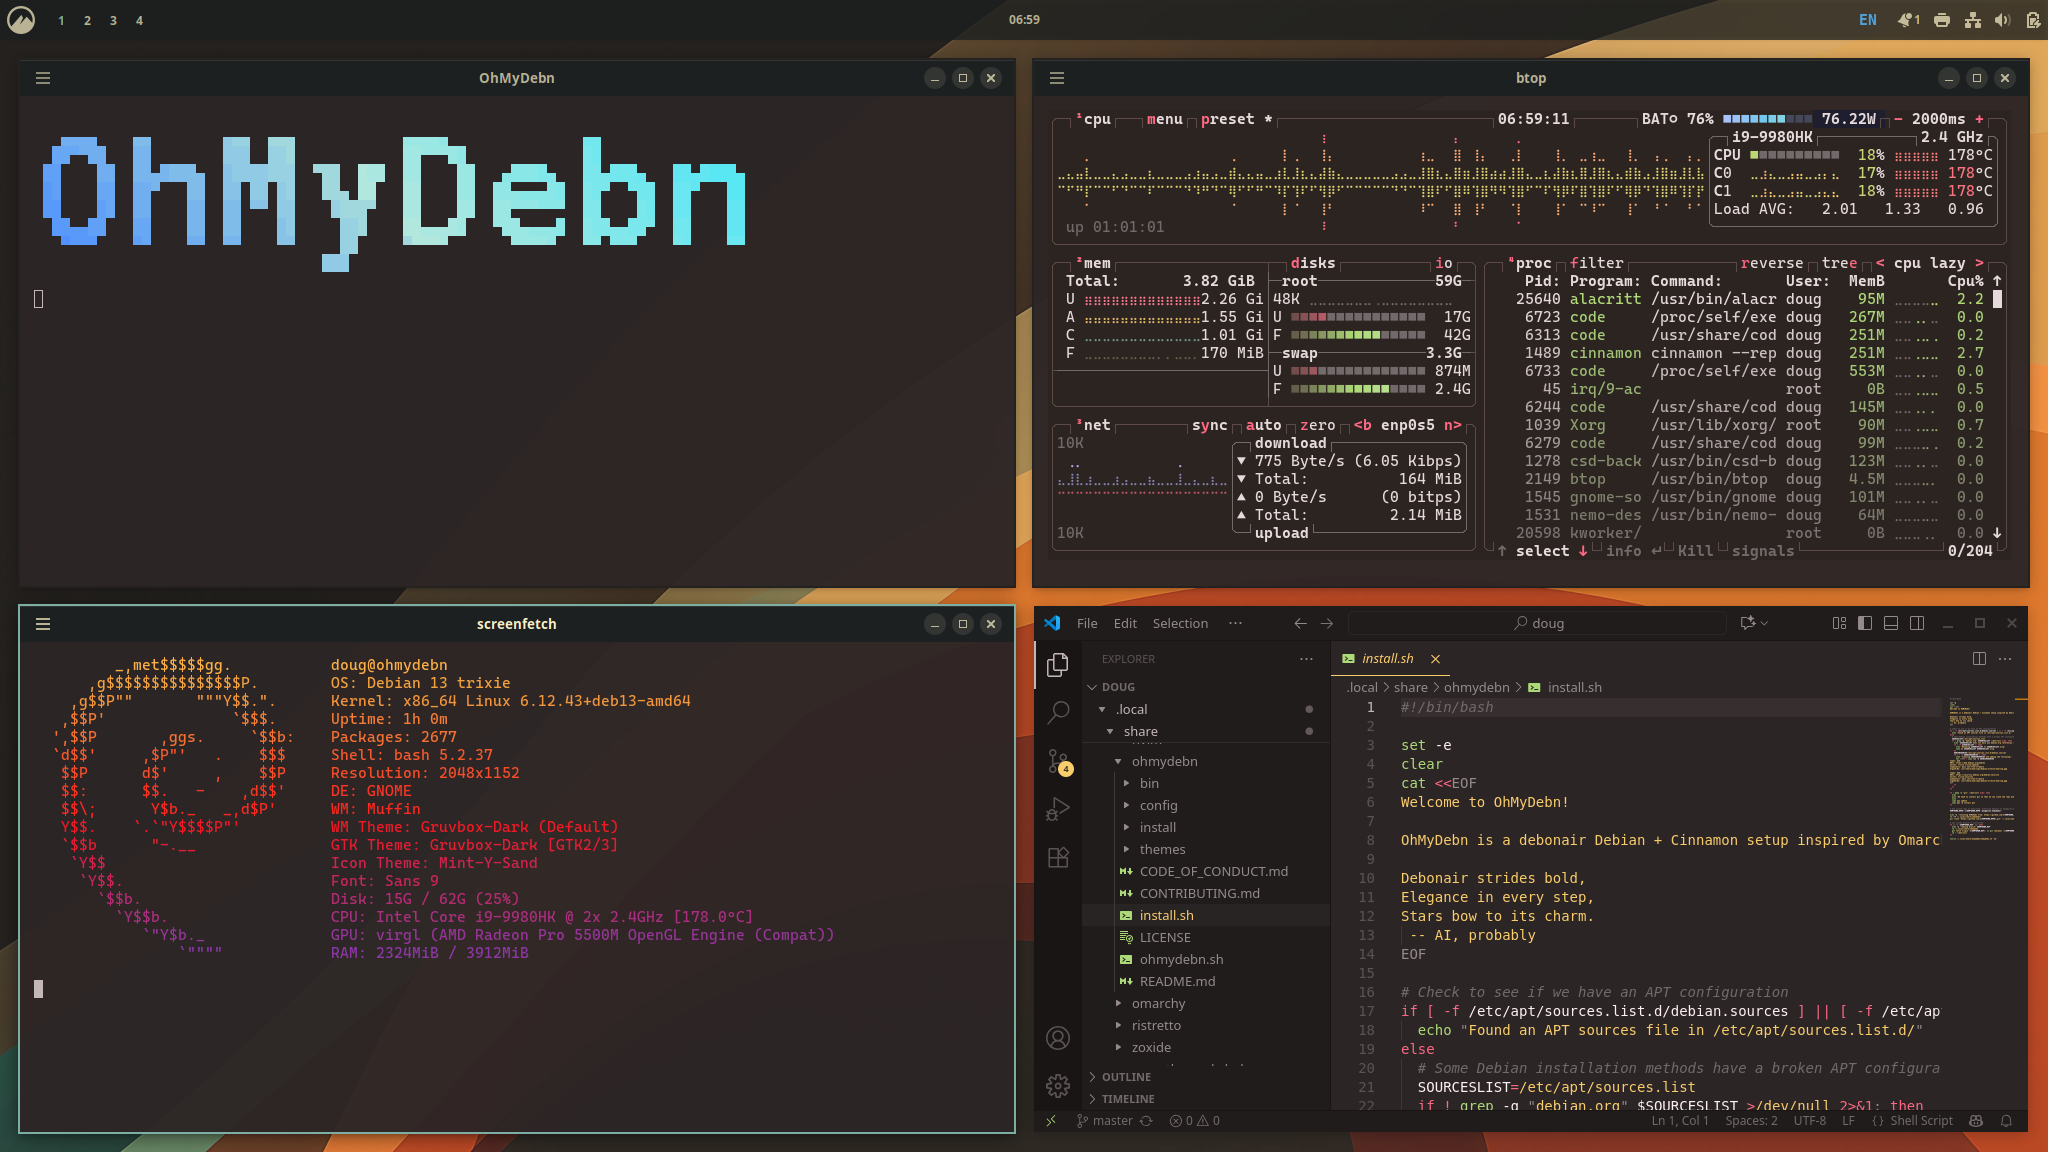 1 2 3 4
06:59
EN
1
OhMyDebn
OhMyDebn
btop
¹cpu menu preset * 06:59:11 BAT 76% 76.22W - 2000ms +
i9-9980HK 2.4 GHz
CPU 18% 178°C
C0 17% 178°C
C1 18% 178°C
Load AVG: 2.01 1.33 0.96
up 01:01:01
²mem
Total: 3.82 GiB
U 2.26 Gi
A 1.55 Gi
C 1.01 Gi
F 170 MiB
disks io
root 59G
48K
U 17G
F 42G
swap 3.3G
U 874M
F 2.4G
³net sync auto zero <b enp0s5 n>
10K
download
▼ 775 Byte/s (6.05 Kibps)
▼ Total: 164 MiB
▲ 0 Byte/s (0 bitps)
▲ Total: 2.14 MiB
upload
10K
⁴proc filter reverse tree < cpu lazy >
Pid: Program: Command: User: MemB Cpu% ↑
25640 alacritt /usr/bin/alacr doug 95M 2.2
6723 code /proc/self/exe doug 267M 0.0
6313 code /usr/share/cod doug 251M 0.2
1489 cinnamon cinnamon --rep doug 251M 2.7
6733 code /proc/self/exe doug 553M 0.0
45 irq/9-ac root 0B 0.5
6244 code /usr/share/cod doug 145M 0.0
1039 Xorg /usr/lib/xorg/ root 90M 0.7
6279 code /usr/share/cod doug 99M 0.2
1278 csd-back /usr/bin/csd-b doug 123M 0.0
2149 btop /usr/bin/btop doug 4.5M 0.0
1545 gnome-so /usr/bin/gnome doug 101M 0.0
1531 nemo-des /usr/bin/nemo- doug 64M 0.0
20598 kworker/ root 0B 0.0 ↓
↑ select ↓ info ↵ Kill signals 0/204
screenfetch
_,met$$$$$gg.
,g$$$$$$$$$$$$$$$P.
,g$$P"" """Y$$.".
,$$P' `$$$.
',$$P ,ggs. `$$b:
`d$$' ,$P"' . $$$
$$P d$' , $$P
$$: $$. - ,d$$'
$$\; Y$b._ _,d$P'
Y$$. `.`"Y$$$$P"'
`$$b "-.__
`Y$$
`Y$$.
`$$b.
`Y$$b.
`"Y$b._
`""""
doug@ohmydebn
OS: Debian 13 trixie
Kernel: x86_64 Linux 6.12.43+deb13-amd64
Uptime: 1h 0m
Packages: 2677
Shell: bash 5.2.37
Resolution: 2048x1152
DE: GNOME
WM: Muffin
WM Theme: Gruvbox-Dark (Default)
GTK Theme: Gruvbox-Dark [GTK2/3]
Icon Theme: Mint-Y-Sand
Font: Sans 9
Disk: 15G / 62G (25%)
CPU: Intel Core i9-9980HK @ 2x 2.4GHz [178.0°C]
GPU: virgl (AMD Radeon Pro 5500M OpenGL Engine (Compat))
RAM: 2324MiB / 3912MiB
File Edit Selection ··· ← → doug
EXPLORER ···
DOUG
.local
share
ohmydebn
bin
config
install
themes
CODE_OF_CONDUCT.md
CONTRIBUTING.md
install.sh
LICENSE
ohmydebn.sh
README.md
omarchy
ristretto
zoxide
OUTLINE
TIMELINE
4
install.sh
.local > share > ohmydebn > install.sh
1 #!/bin/bash
2
3 set -e
4 clear
5 cat <<EOF
6 Welcome to OhMyDebn!
7
8 OhMyDebn is a debonair Debian + Cinnamon setup inspired by Omarc
9
10 Debonair strides bold,
11 Elegance in every step,
12 Stars bow to its charm.
13 -- AI, probably
14 EOF
15
16 # Check to see if we have an APT configuration
17 if [ -f /etc/apt/sources.list.d/debian.sources ] || [ -f /etc/ap
18 echo "Found an APT sources file in /etc/apt/sources.list.d/"
19 else
20 # Some Debian installation methods have a broken APT configura
21 SOURCESLIST=/etc/apt/sources.list
22 if ! grep -q "debian.org" $SOURCESLIST >/dev/null 2>&1; then
master 0 0 Ln 1, Col 1 Spaces: 2 UTF-8 LF {} Shell Script